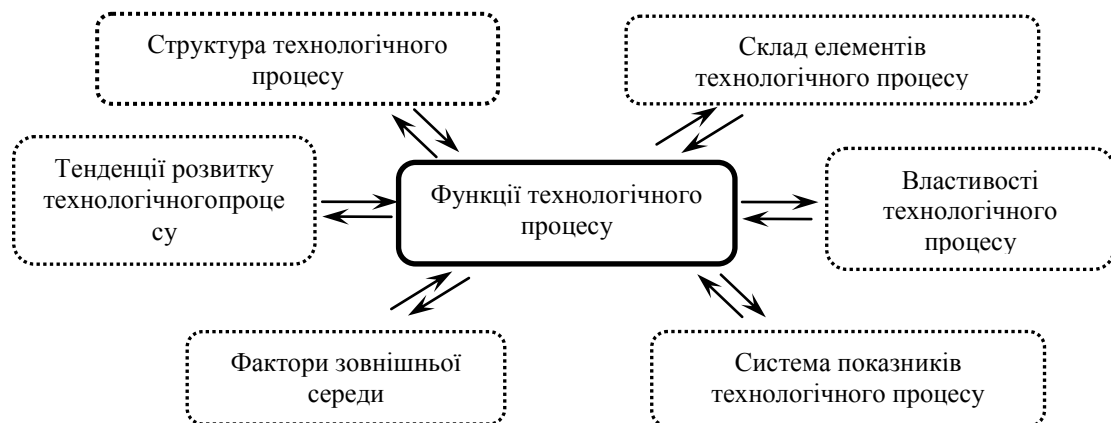 Структура технологічного
процесу
Склад елементів
технологічного процесу
Тенденції розвитку
технологічногопроце
су
Функції технологічного
процесу
Властивості
технологічного
процесу
Фактори зовнішньої
середи
Система показників
технологічного процесу